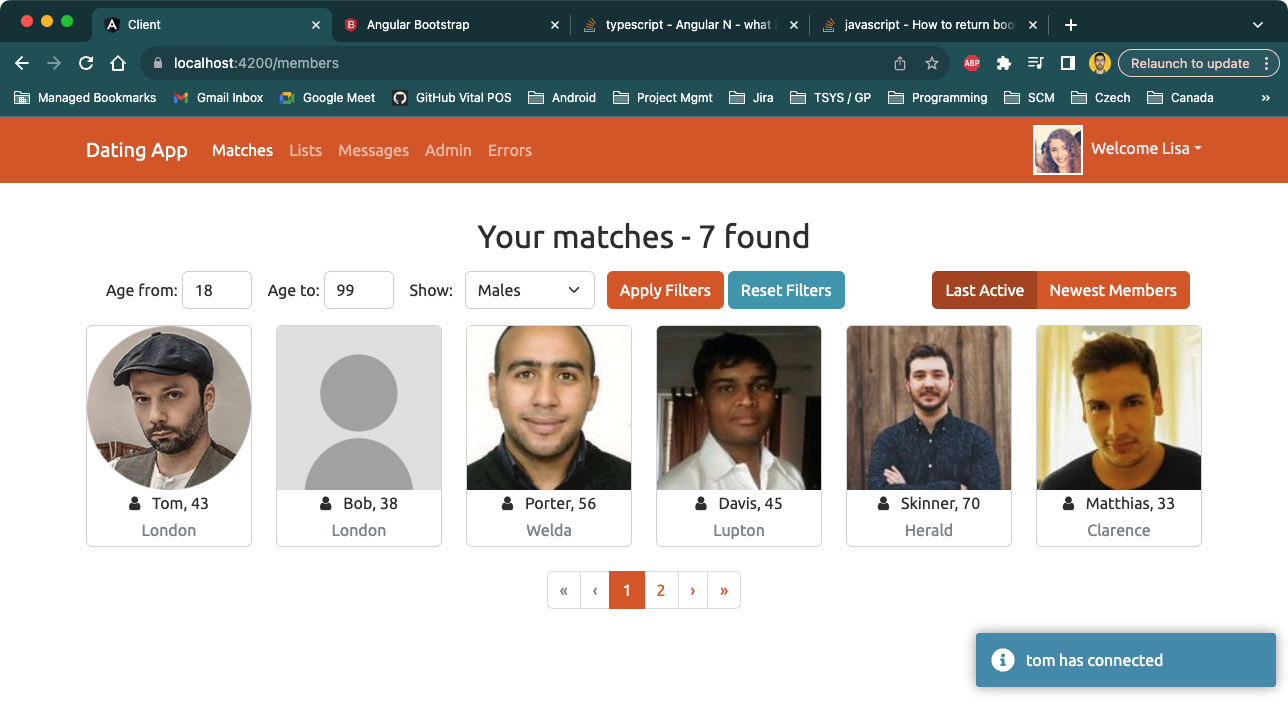 Client
Angular Bootstrap
typescript - Angular N - what
javascript - How to return boo
localhost:4200/members
ABP
Relaunch to update
Managed Bookmarks
Gmail Inbox
Google Meet
GitHub Vital POS
Android
Project Mgmt
Jira
TSYS / GP
Programming
SCM
Czech
Canada
»
Dating App
Matches
Lists
Messages
Admin
Errors
Welcome Lisa
Your matches - 7 found
Age from: 18
Age to: 99
Show: Males
Apply Filters
Reset Filters
Last Active
Newest Members
Tom, 43
London
Bob, 38
London
Porter, 56
Welda
Davis, 45
Lupton
Skinner, 70
Herald
Matthias, 33
Clarence
« ‹ 1 2 › »
tom has connected